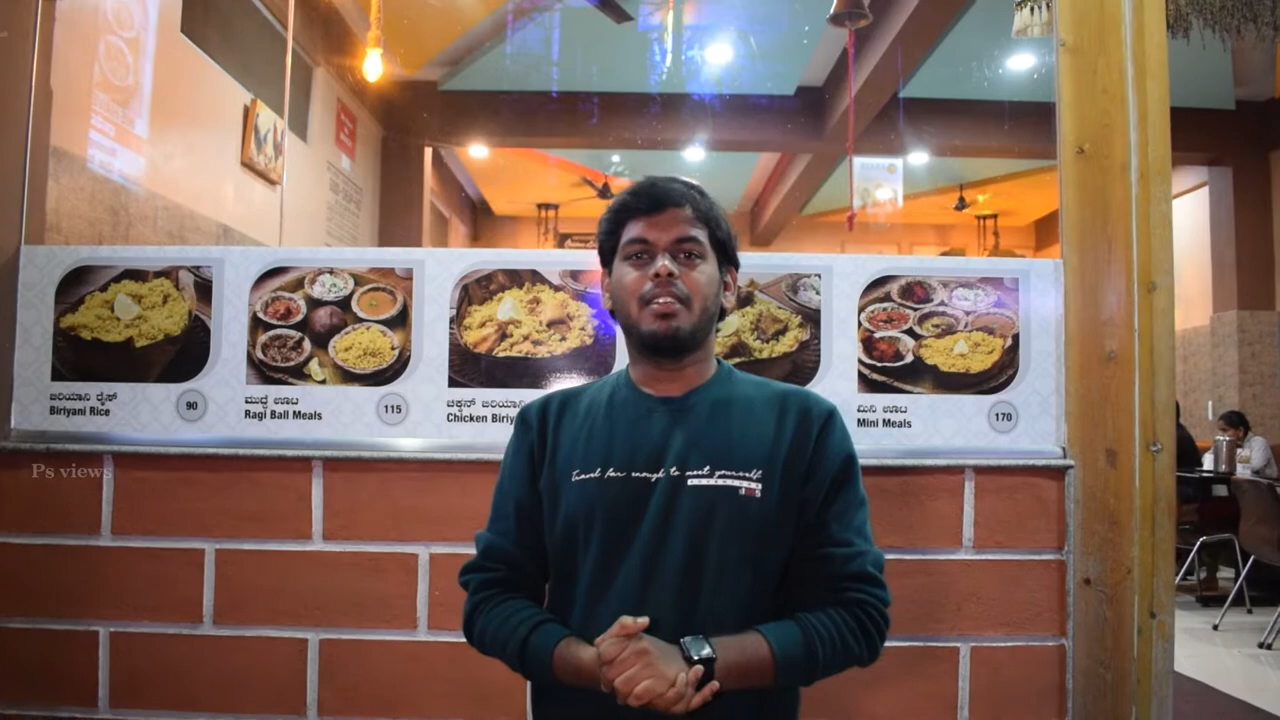 ಬಿರಿಯಾನಿ ರೈಸ್
Biriyani Rice
90
ಮುದ್ದೆ ಊಟ
Ragi Ball Meals
115
ಚಿಕ್ಕನ್
Chicken
ಮಿನಿ ಊಟ
Mini Meals
170
Ps views
Travel far enough to meet yourself
ADVENTURE